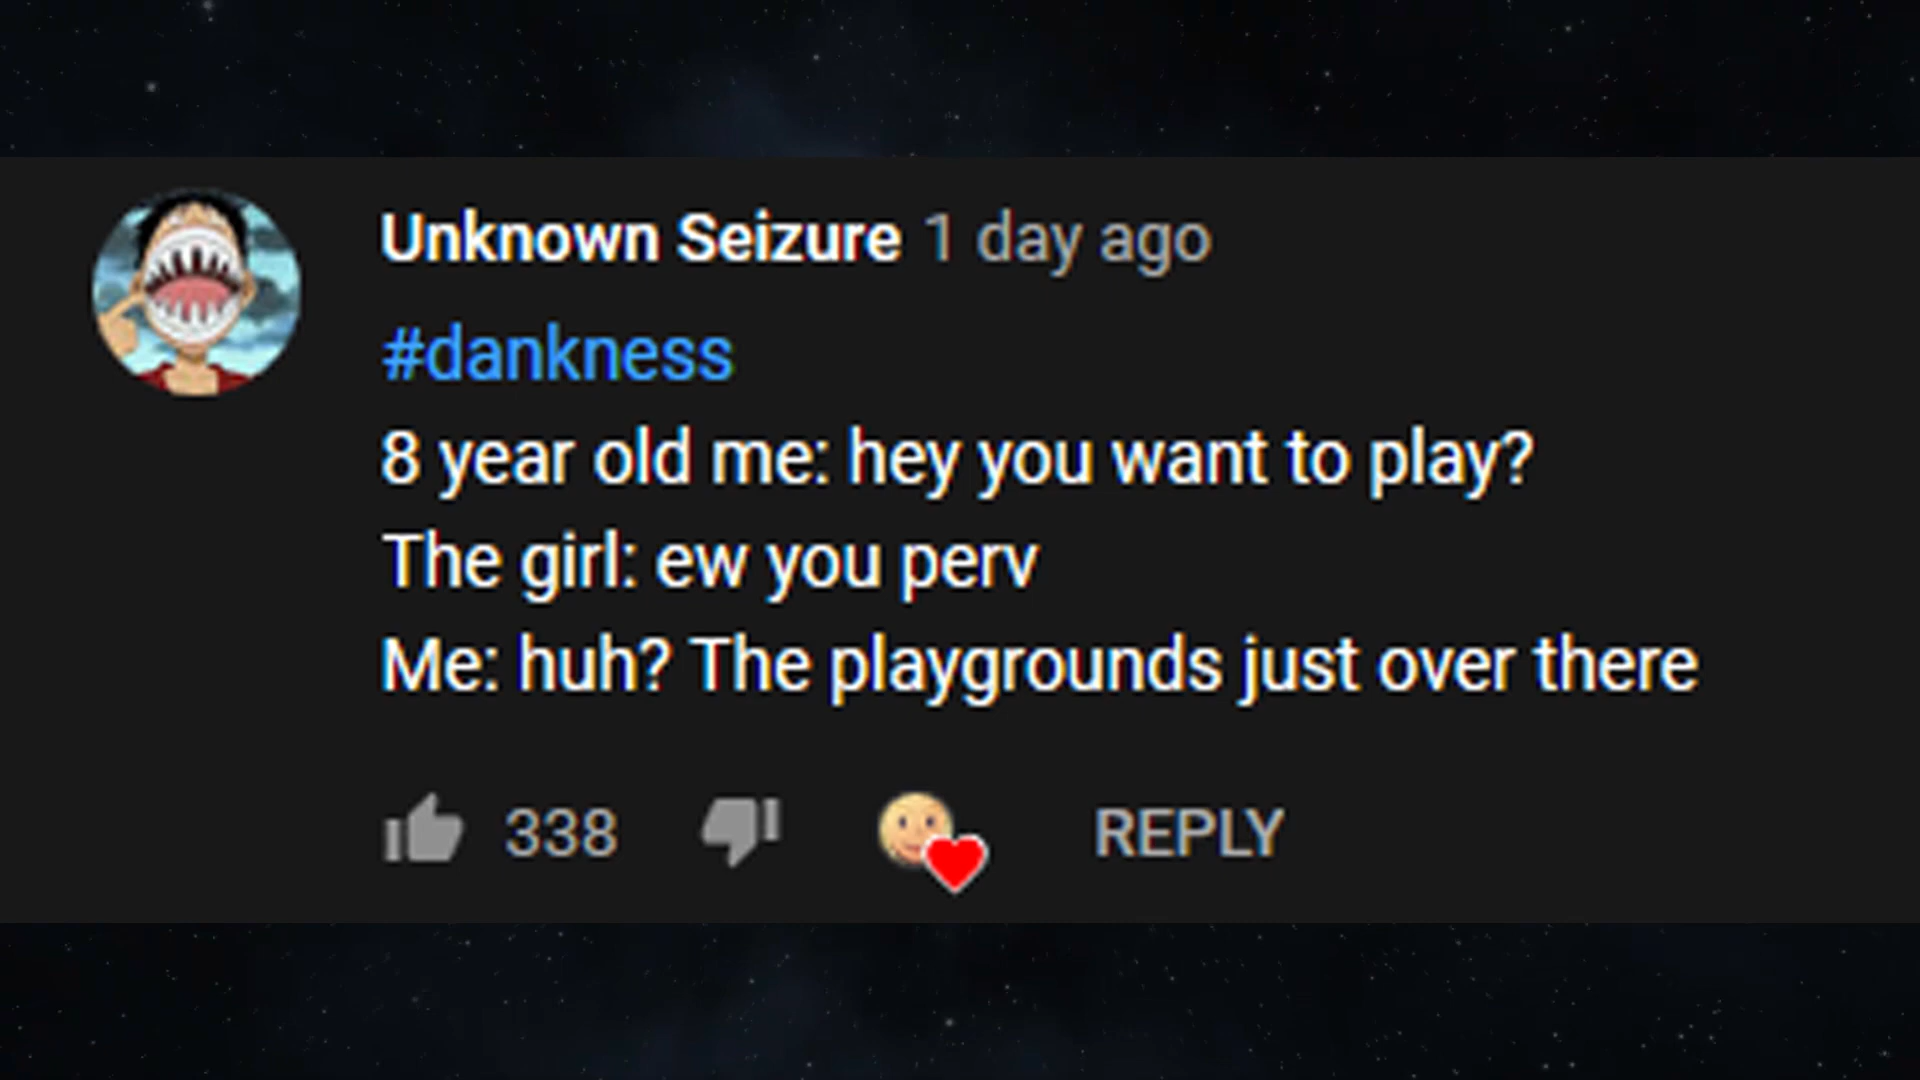 Unknown Seizure 1 day ago
#dankness
8 year old me: hey you want to play?
The girl: ew you perv
Me: huh? The playgrounds just over there
338 REPLY